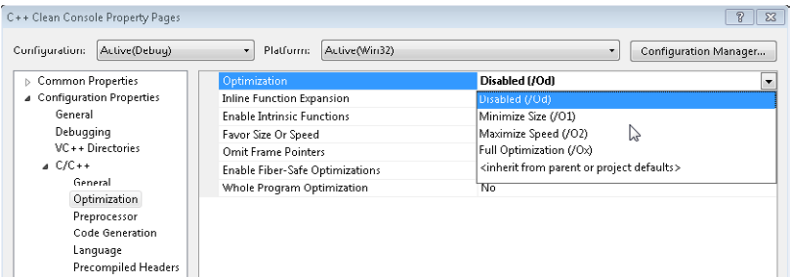 C++ Clean Console Property Pages
Configuration: Active(Debug) Platform: Active(Win32) Configuration Manager...
Common Properties
Configuration Properties
General
Debugging
VC++ Directories
C/C++
General
Optimization
Preprocessor
Code Generation
Language
Precompiled Headers
Optimization Disabled (/Od)
Inline Function Expansion Disabled (/Od)
Enable Intrinsic Functions Minimize Size (/O1)
Favor Size Or Speed Maximize Speed (/O2)
Omit Frame Pointers Full Optimization (/Ox)
Enable Fiber-Safe Optimizations <inherit from parent or project defaults>
Whole Program Optimization No